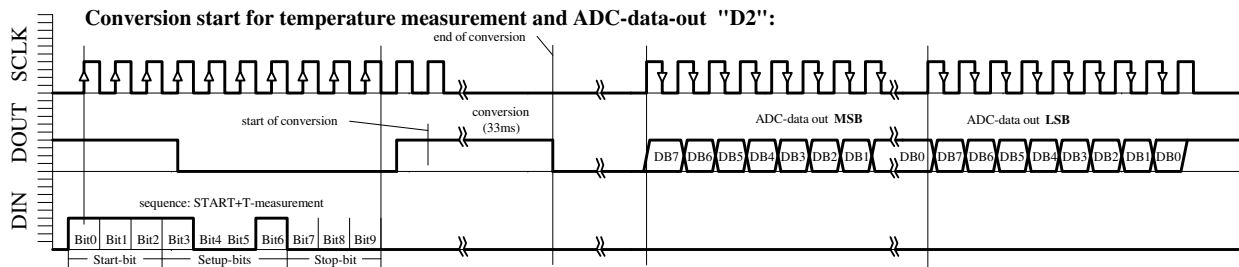 Conversion start for temperature measurement and ADC-data-out "D2":
end of conversion
SCLK
start of conversion
conversion
(33ms)
ADC-data out MSB
ADC-data out LSB
DOUT
DB7 DB6 DB5 DB4 DB3 DB2 DB1 DB0 DB7 DB6 DB5 DB4 DB3 DB2 DB1 DB0
sequence: START+T-measurement
DIN
Bit0 Bit1 Bit2 Bit3 Bit4 Bit5 Bit6 Bit7 Bit8 Bit9
Start-bit Setup-bits Stop-bit